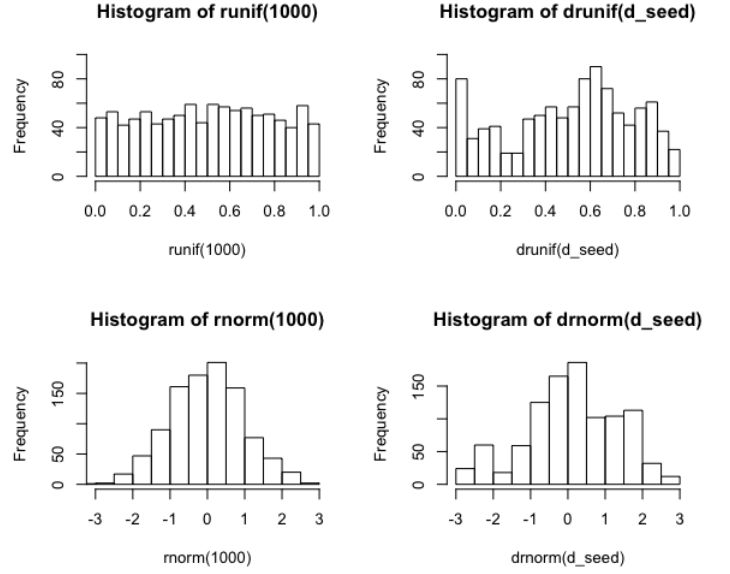 Histogram of runif(1000)
Frequency
0 40 80
0.0 0.2 0.4 0.6 0.8 1.0
runif(1000)
Histogram of drunif(d_seed)
Frequency
0 40 80
0.0 0.2 0.4 0.6 0.8 1.0
drunif(d_seed)
Histogram of rnorm(1000)
Frequency
0 50 150
-3 -2 -1 0 1 2 3
rnorm(1000)
Histogram of drnorm(d_seed)
Frequency
0 50 150
-3 -2 -1 0 1 2 3
drnorm(d_seed)